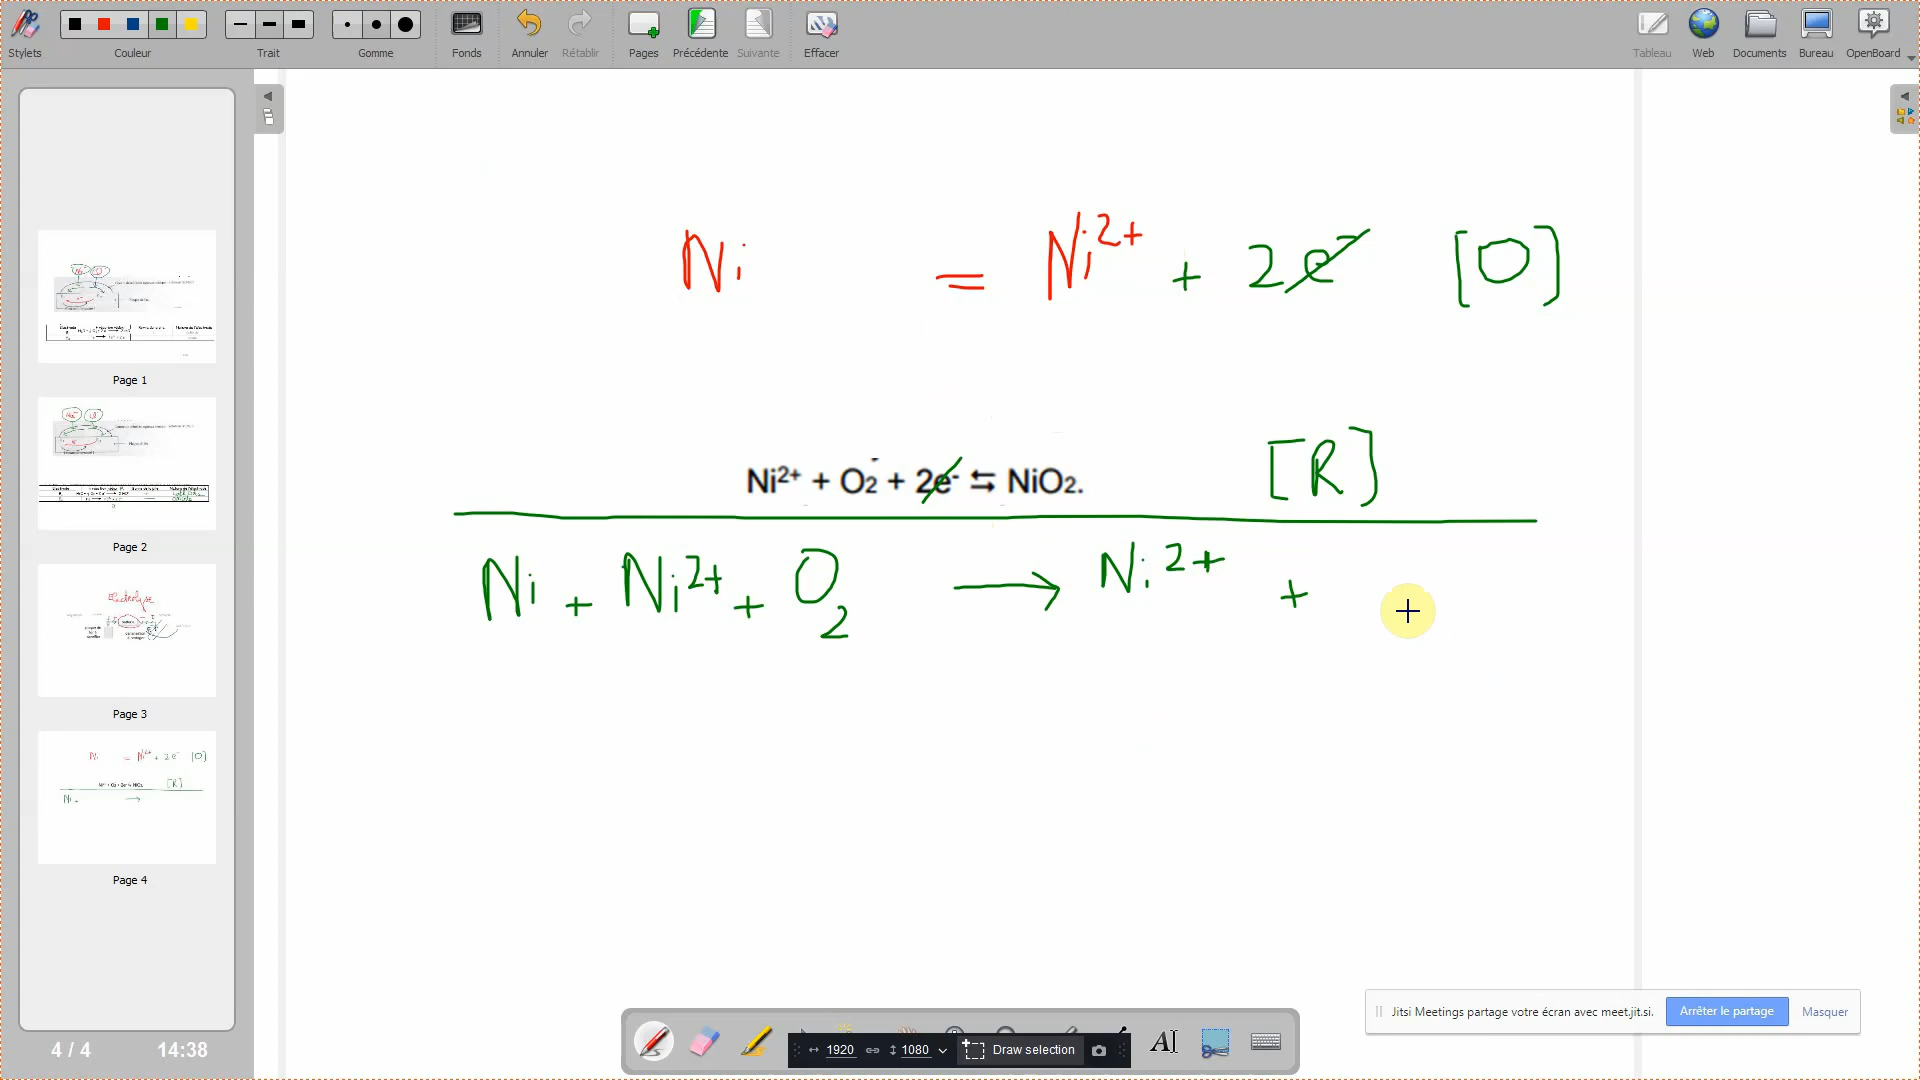 Stylets Couleur Trait Gomme Fonds Annuler Rétablir Pages Précédente Suivante Effacer Tableau Web Documents Bureau OpenBoard
Page 1
Page 2
Page 3
Page 4
4 / 4 14:38
Ni = Ni²⁺ + 2e⁻ [O]
Ni²⁺ + O₂ + 2e⁻ ⇆ NiO₂. [R]
Ni + Ni²⁺ + O₂ → Ni²⁺ +
Jitsi Meetings partage votre écran avec meet.jit.si. Arrêter le partage Masquer
1920 1080 Draw selection AI